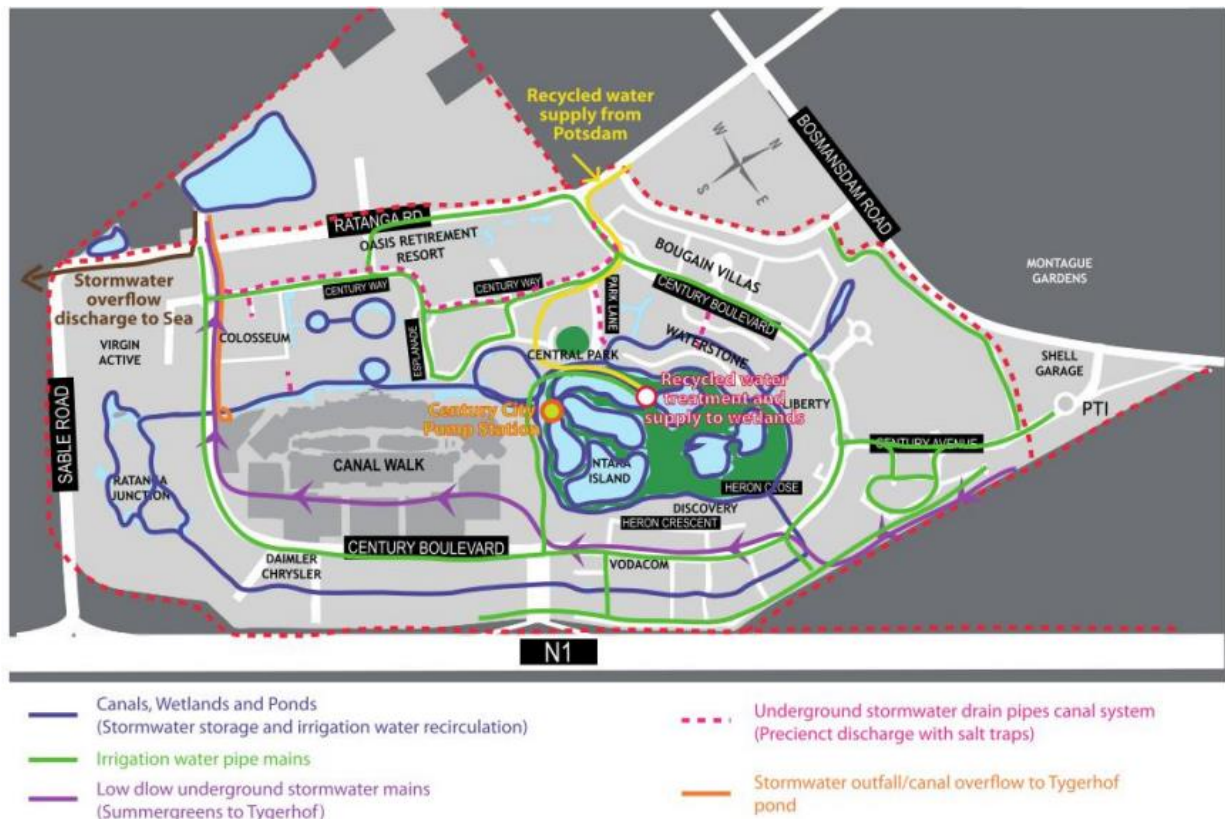 Recycled water
supply from
Potsdam
W
N
S
E
BOSMANSDAM ROAD
RATANGA RD
OASIS RETIREMENT
RESORT
BOUGAIN VILLAS
MONTAGUE
GARDENS
Stormwater
overflow
discharge to Sea
CENTURY WAY
CENTURY WAY
PARK LANE
CENTURY BOULEVARD
VIRGIN
ACTIVE
COLOSSEUM
ESPLANADE
CENTRAL PARK
WATERSTONE
SHELL
GARAGE
Recycled water
treatment and
supply to wetlands
LIBERTY
PTI
SABLE ROAD
Century City
Pump Station
CENTURY AVENUE
CANAL WALK
NTAKA
ISLAND
RATANGA
JUNCTION
HERON CLOSE
DISCOVERY
HERON CRESCENT
CENTURY BOULEVARD
DAIMLER
CHRYSLER
VODACOM
N1
Canals, Wetlands and Ponds
(Stormwater storage and irrigation water recirculation)
Irrigation water pipe mains
Low dlow underground stormwater mains
(Summergreens to Tygerhof)
Underground stormwater drain pipes canal system
(Precienct discharge with salt traps)
Stormwater outfall/canal overflow to Tygerhof
pond